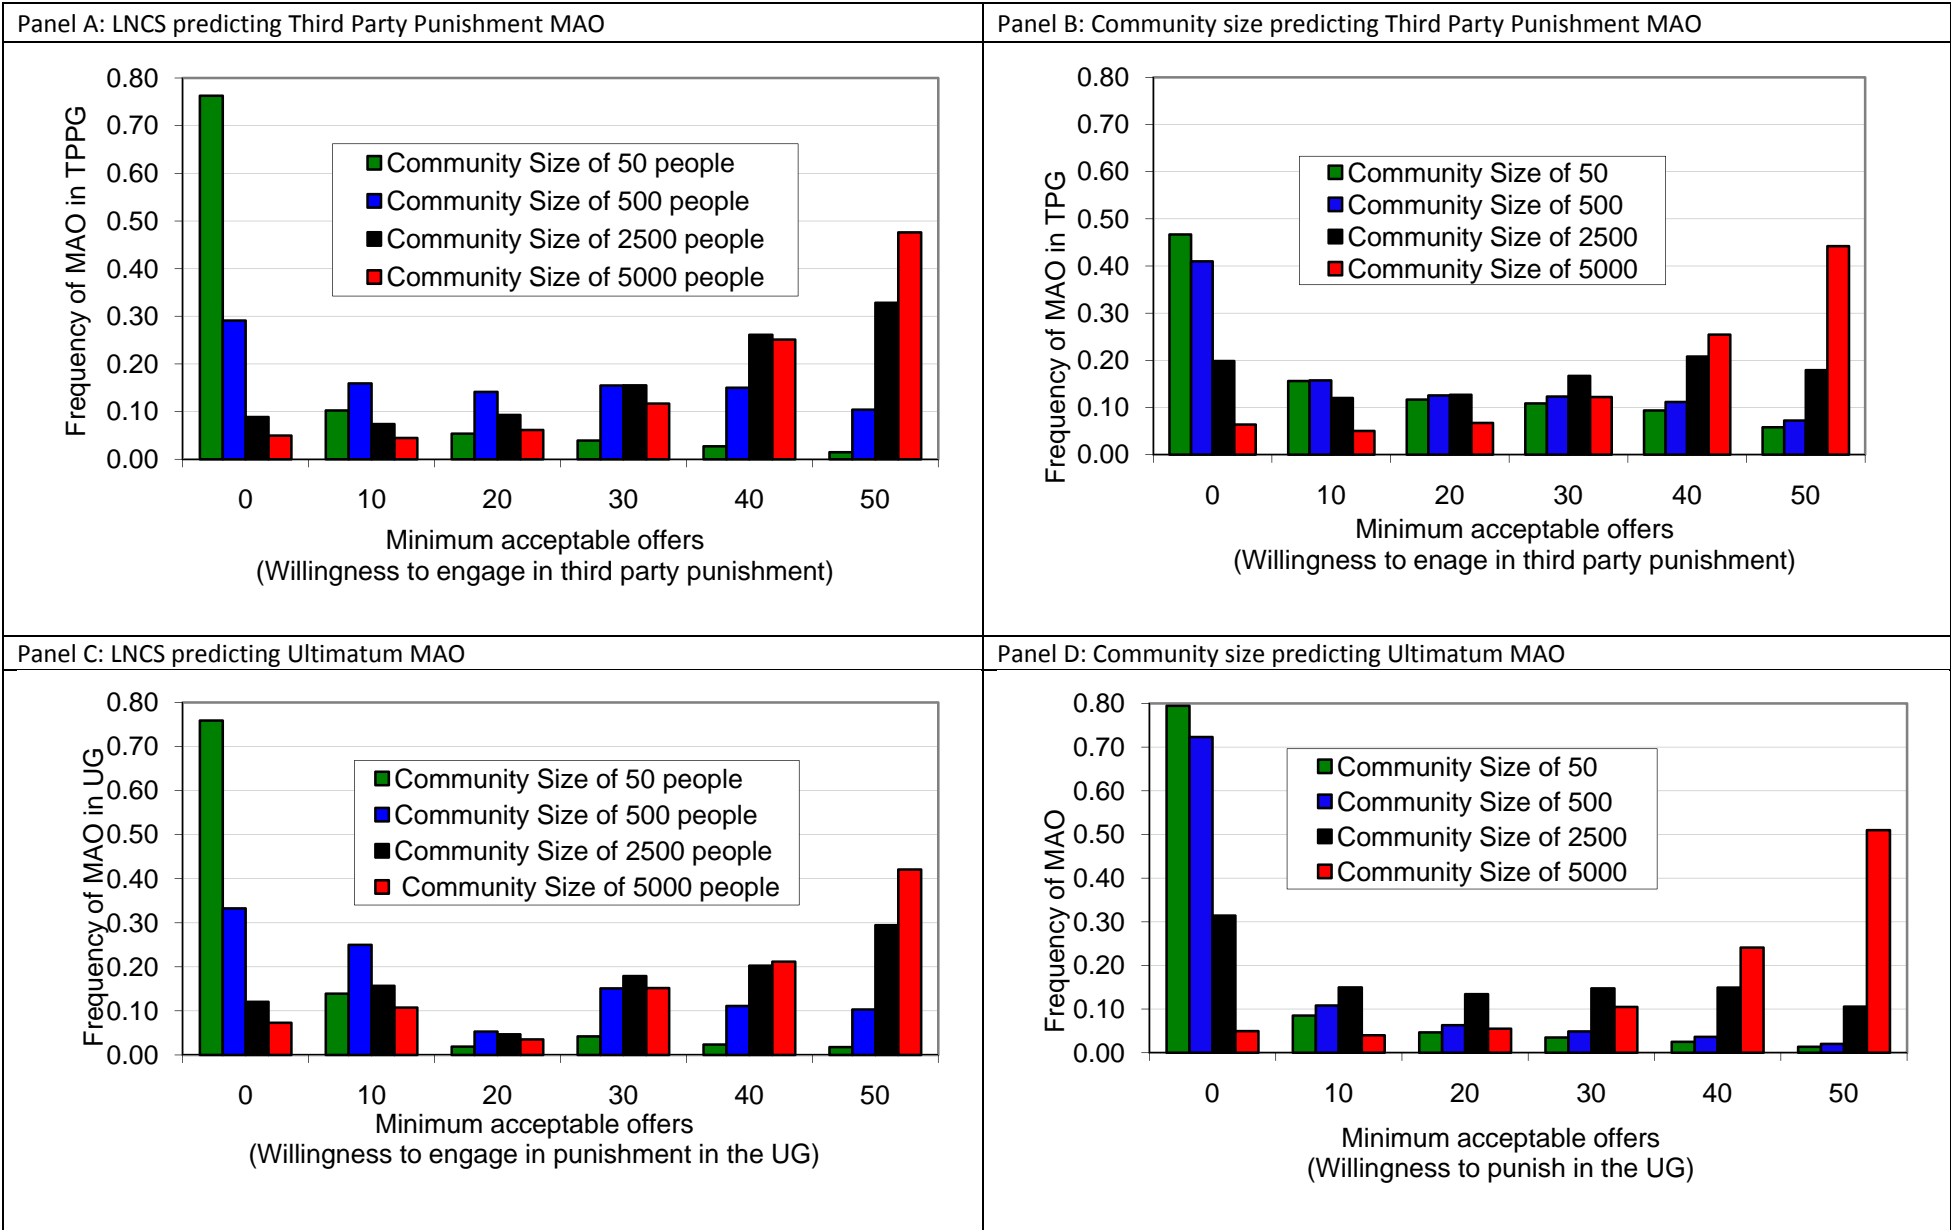 Panel A: LNCS predicting Third Party Punishment MAO
Frequency of MAO in TPPG
0.80
0.70
0.60
0.50
0.40
0.30
0.20
0.10
0.00
Community Size of 50 people
Community Size of 500 people
Community Size of 2500 people
Community Size of 5000 people
0 10 20 30 40 50
Minimum acceptable offers
(Willingness to engage in third party punishment)
Panel B: Community size predicting Third Party Punishment MAO
Frequency of MAO in TPG
0.80
0.70
0.60
0.50
0.40
0.30
0.20
0.10
0.00
Community Size of 50
Community Size of 500
Community Size of 2500
Community Size of 5000
0 10 20 30 40 50
Minimum acceptable offers
(Willingness to enage in third party punishment)
Panel C: LNCS predicting Ultimatum MAO
Frequency of MAO in UG
0.80
0.70
0.60
0.50
0.40
0.30
0.20
0.10
0.00
Community Size of 50 people
Community Size of 500 people
Community Size of 2500 people
Community Size of 5000 people
0 10 20 30 40 50
Minimum acceptable offers
(Willingness to engage in punishment in the UG)
Panel D: Community size predicting Ultimatum MAO
Frequency of MAO
0.80
0.70
0.60
0.50
0.40
0.30
0.20
0.10
0.00
Community Size of 50
Community Size of 500
Community Size of 2500
Community Size of 5000
0 10 20 30 40 50
Minimum acceptable offers
(Willingness to punish in the UG)